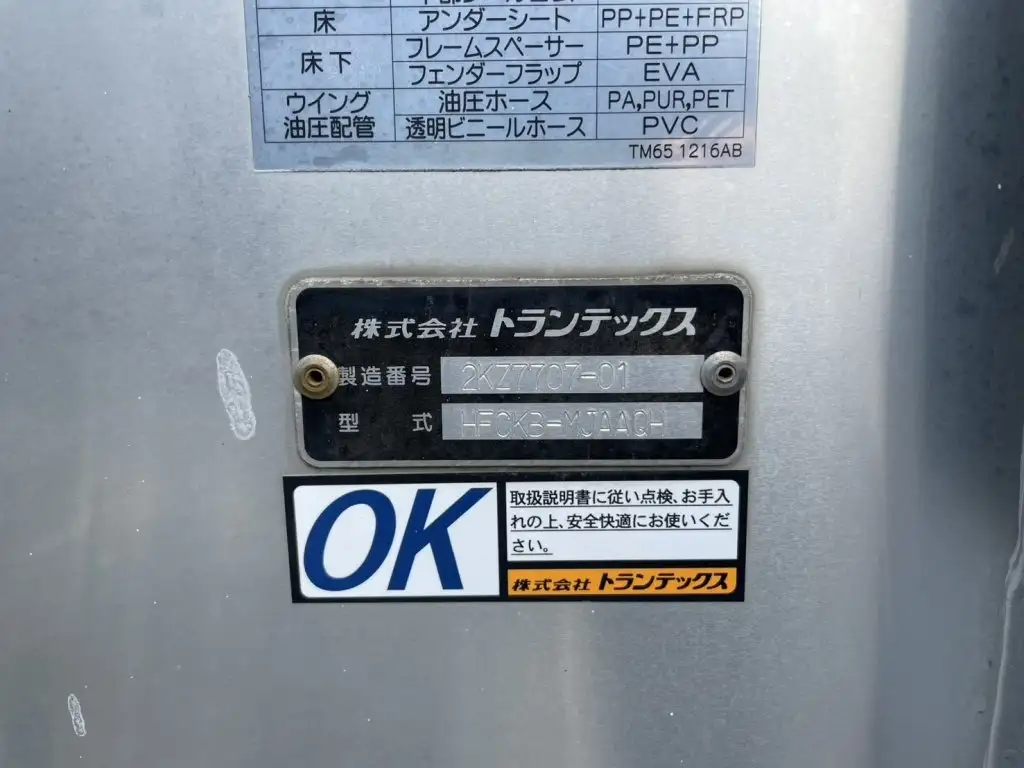 床 アンダーシート PP+PE+FRP
床下 フレームスペーサー PE+PP
フェンダーフラップ EVA
ウイング油圧配管 油圧ホース PA,PUR,PET
透明ビニールホース PVC
TM65 1216AB
株式会社 トランテックス
製造番号 2KZ7707-01
型式 HFCKB-MJAAQH
OK
取扱説明書に従い点検、お手入
れの上、安全快適にお使いくだ
さい。
株式会社 トランテックス